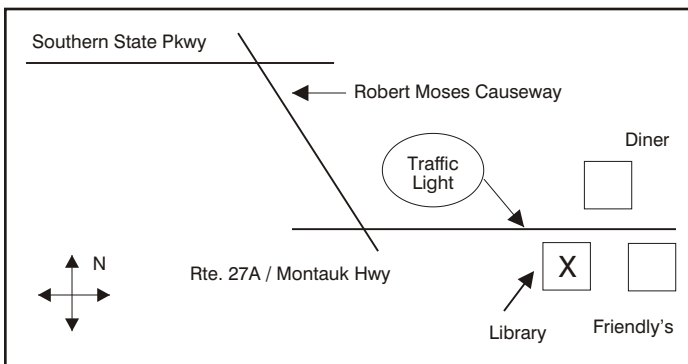 Southern State Pkwy
Robert Moses Causeway
Diner
Traffic
Light
N
Rte. 27A / Montauk Hwy
X
Library
Friendly's